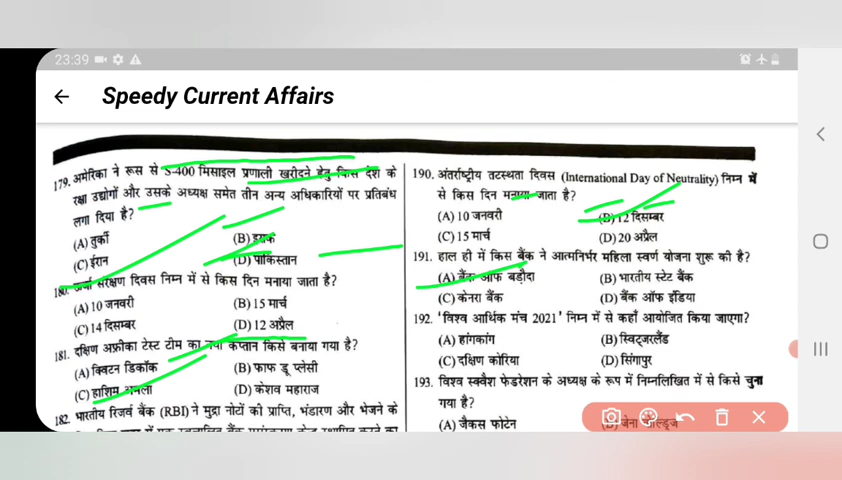 23:39
Speedy Current Affairs
179. अमेरिका ने रूस से S-400 मिसाइल प्रणाली खरीदने हेतु किस देश के
रक्षा उद्योगों और उसके अध्यक्ष समेत तीन अन्य अधिकारियों पर प्रतिबंध
लगा दिया है?
(A) तुर्की (B) इराक
(C) ईरान (D) पाकिस्तान
180. ऊर्जा संरक्षण दिवस निम्न में से किस दिन मनाया जाता है?
(A) 10 जनवरी (B) 15 मार्च
(C) 14 दिसम्बर (D) 12 अप्रैल
181. दक्षिण अफ्रीका टेस्ट टीम का नया कप्तान किसे बनाया गया है?
(A) क्विटन डिकॉक (B) फाफ डू प्लेसी
(C) हाशिम अमला (D) केशव महाराज
182. भारतीय रिजर्व बैंक (RBI) ने मुद्रा नोटों की प्राप्ति, भंडारण और भेजने के
190. अंतर्राष्ट्रीय तटस्थता दिवस (International Day of Neutrality) निम्न में
से किस दिन मनाया जाता है?
(A) 10 जनवरी (B) 12 दिसम्बर
(C) 15 मार्च (D) 20 अप्रैल
191. हाल ही में किस बैंक ने आत्मनिर्भर महिला स्वर्ण योजना शुरू की है?
(A) बैंक ऑफ बड़ौदा (B) भारतीय स्टेट बैंक
(C) केनरा बैंक (D) बैंक ऑफ इंडिया
192. 'विश्व आर्थिक मंच 2021' निम्न में से कहाँ आयोजित किया जाएगा?
(A) हांगकांग (B) स्विट्जरलैंड
(C) दक्षिण कोरिया (D) सिंगापुर
193. विश्व स्क्वैश फेडरेशन के अध्यक्ष के रूप में निम्नलिखित में से किसे चुना
गया है?
(A) जैकस फोटेन